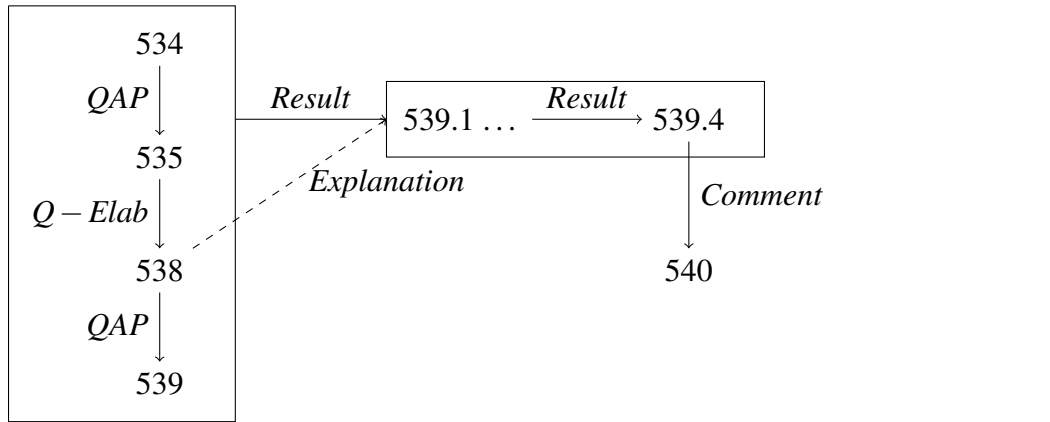 534
QAP
535
Q – Elab
538
QAP
539
Result
539.1 ...
Result
539.4
Explanation
Comment
540